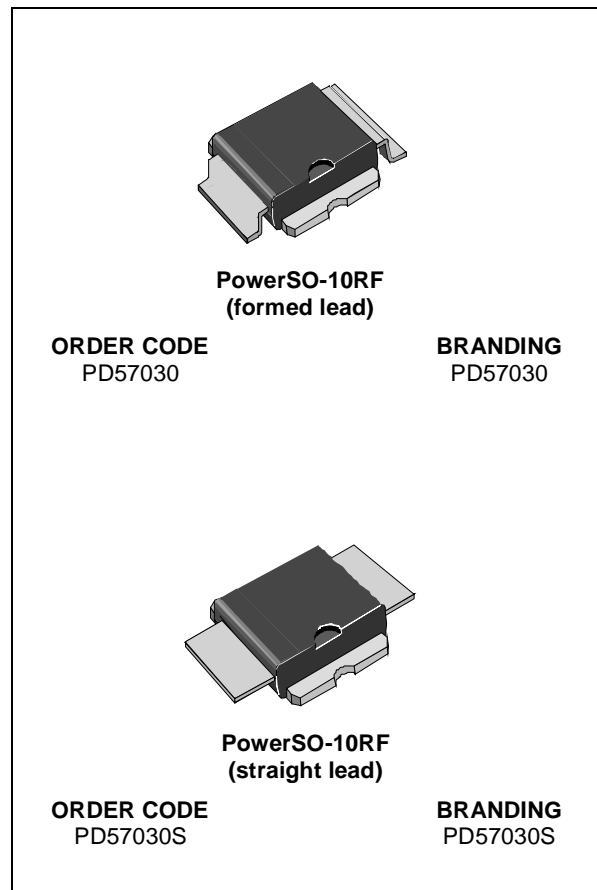 PowerSO-10RF
(formed lead)
ORDER CODE BRANDING
PD57030 PD57030
PowerSO-10RF
(straight lead)
ORDER CODE BRANDING
PD57030S PD57030S